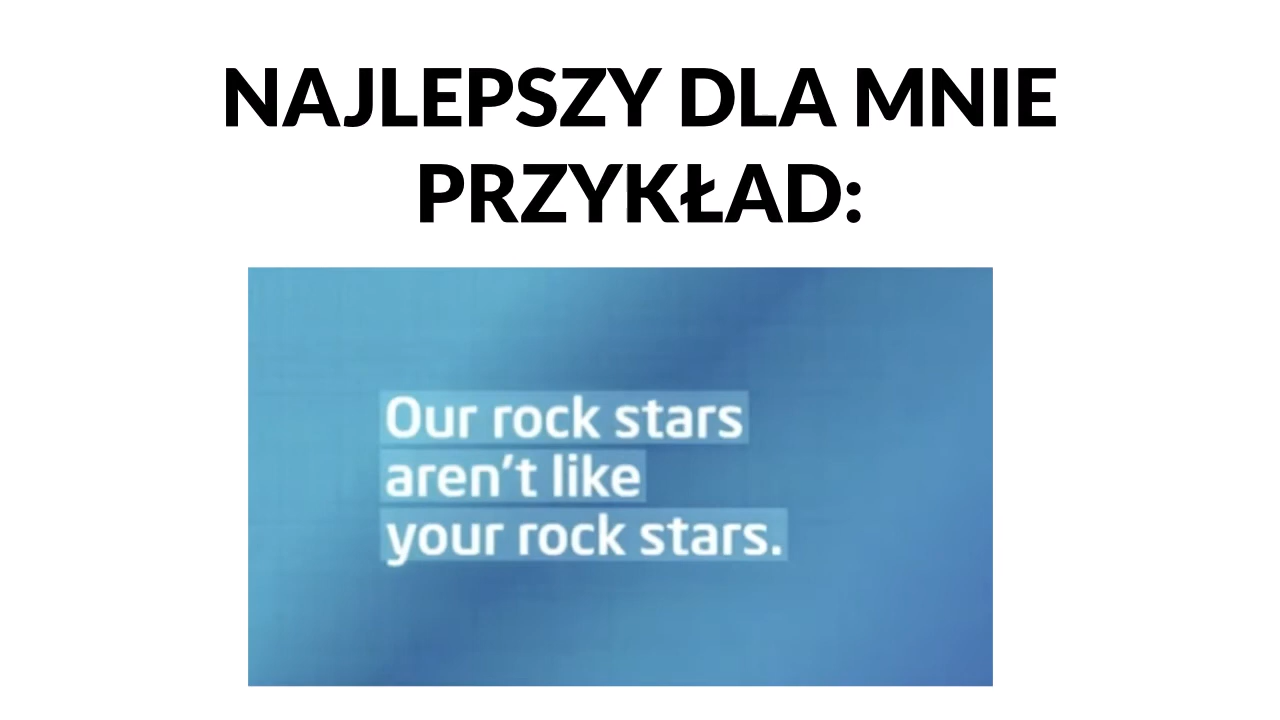 NAJLEPSZY DLA MNIE
PRZYKŁAD:
Our rock stars
aren't like
your rock stars.